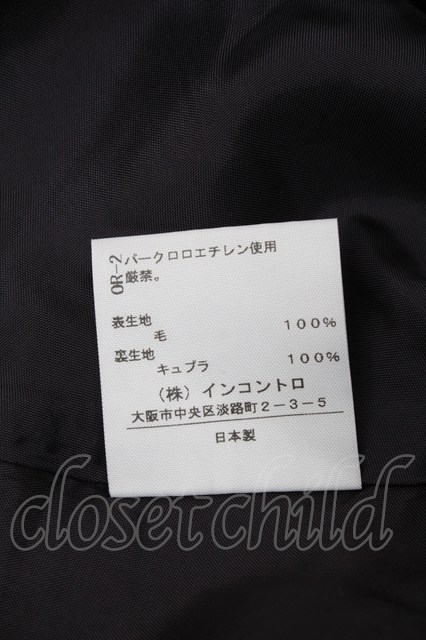 OR-2
パークロロエチレン使用
厳禁。
表生地
毛 100%
裏生地
キュプラ 100%
（株）インコントロ
大阪市中央区淡路町2-3-5
日本製
closetchild